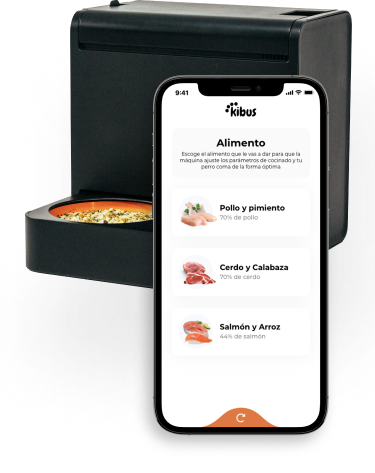 9:41
kibus
Alimento
Escoge el alimento que le vas a dar para que la
máquina ajuste los parámetros de cocinado y tu
perro coma de la forma óptima
Pollo y pimiento
70% de pollo
Cerdo y Calabaza
70% de cerdo
Salmón y Arroz
44% de salmón